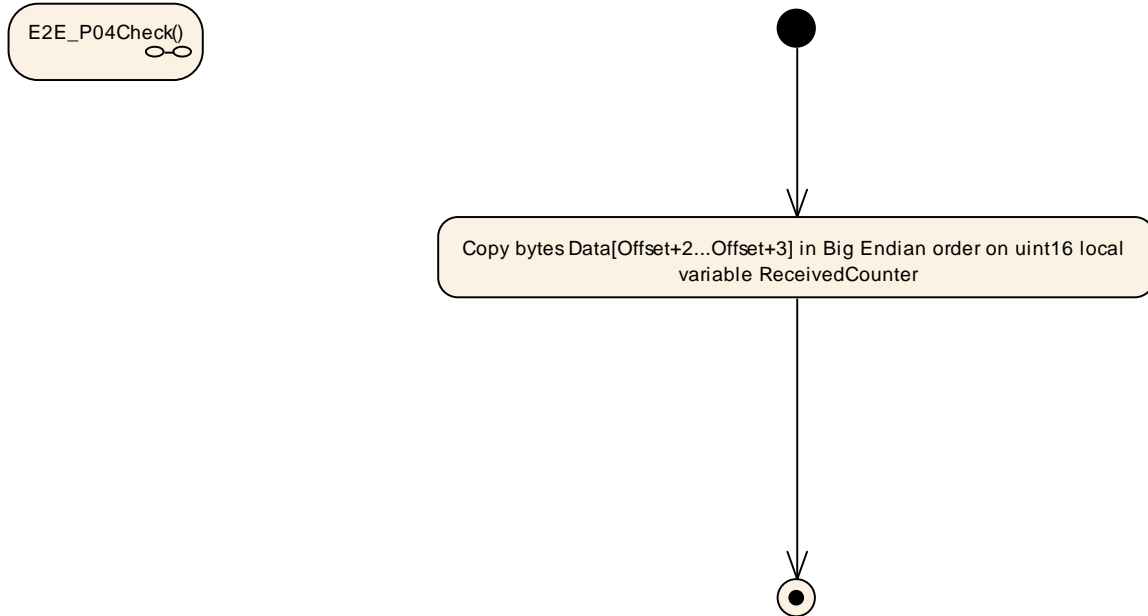 E2E_P04Check()
Copy bytes Data[Offset+2...Offset+3] in Big Endian order on uint16 local
variable ReceivedCounter